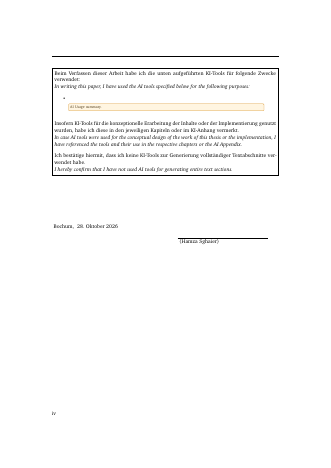 Beim Verfassen dieser Arbeit habe ich die unten aufgeführten KI-Tools für folgende Zwecke
verwendet:
In writing this paper, I have used the AI tools specified below for the following purposes:
•
AI Usage summary
Insofern KI-Tools für die konzeptionelle Erarbeitung der Inhalte oder der Implementierung genutzt
wurden, habe ich diese in den jeweiligen Kapiteln oder im KI-Anhang vermerkt.
In case AI tools were used for the conceptual design of the work of this thesis or the implementation, I
have referenced the tools and their use in the respective chapters or the AI Appendix.
Ich bestätige hiermit, dass ich keine KI-Tools zur Generierung vollständiger Textabschnitte ver-
wendet habe.
I hereby confirm that I have not used AI tools for generating entire text sections.
Bochum, 28. Oktober 2026
(Hamza Sghaier)
iv